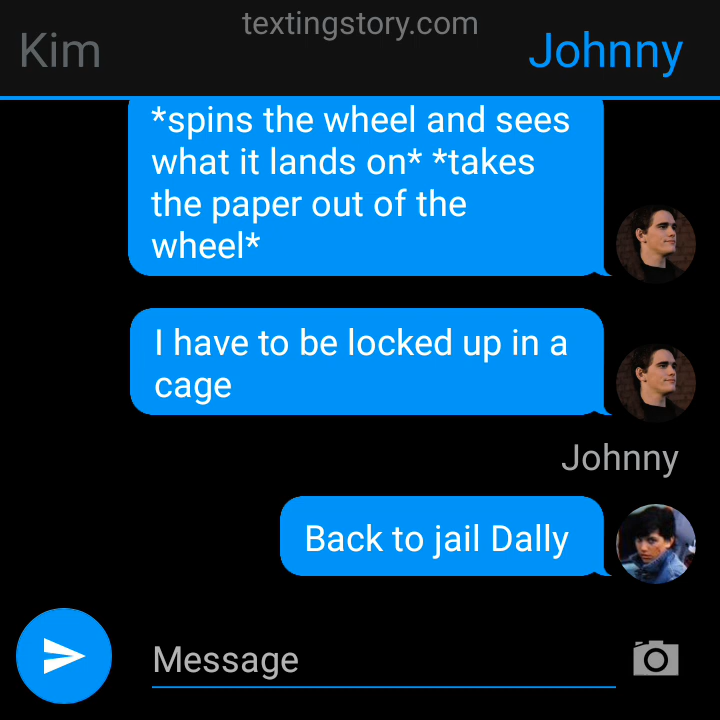 textingstory.com
Kim
Johnny
*spins the wheel and sees
what it lands on* *takes
the paper out of the
wheel*
I have to be locked up in a
cage
Johnny
Back to jail Dally
Message